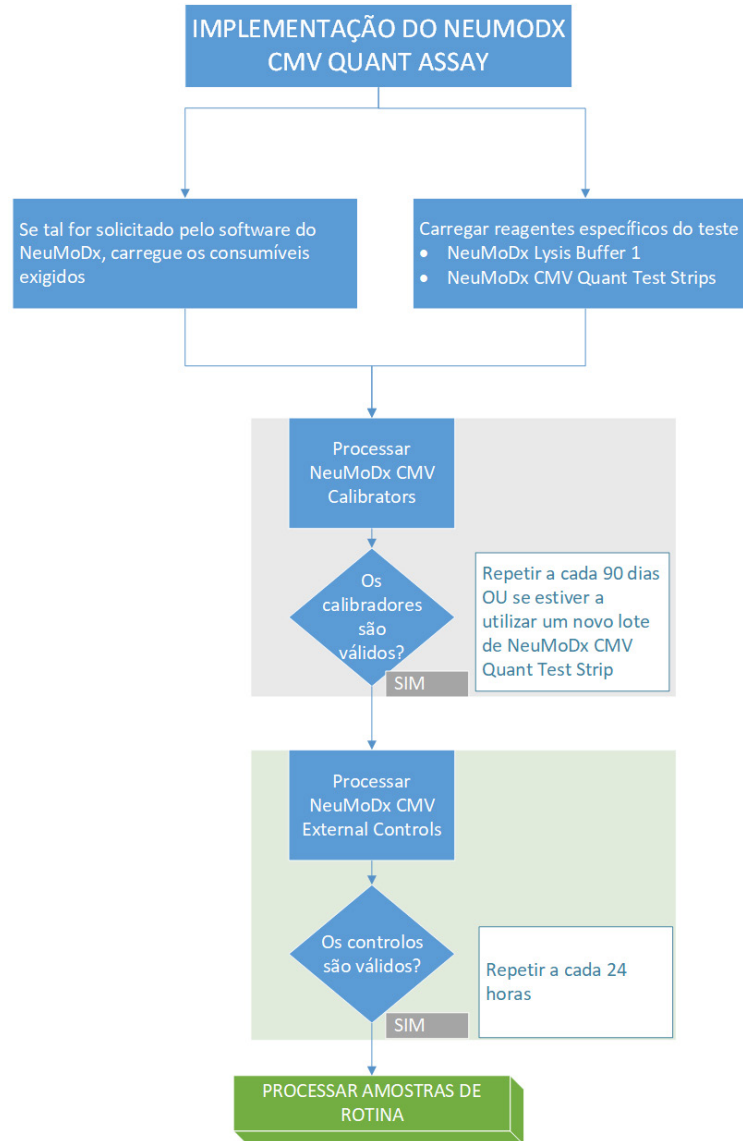 IMPLEMENTAÇÃO DO NEUMODX
CMV QUANT ASSAY
Se tal for solicitado pelo software do
NeuMoDx, carregue os consumíveis
exigidos
Carregar reagentes específicos do teste
• NeuMoDx Lysis Buffer 1
• NeuMoDx CMV Quant Test Strips
Processar
NeuMoDx CMV
Calibrators
Os
calibradores
são
válidos?
SIM
Repetir a cada 90 dias
OU se estiver a
utilizar um novo lote
de NeuMoDx CMV
Quant Test Strip
Processar
NeuMoDx CMV
External Controls
Os controlos
são válidos?
SIM
Repetir a cada 24
horas
PROCESSAR AMOSTRAS DE
ROTINA